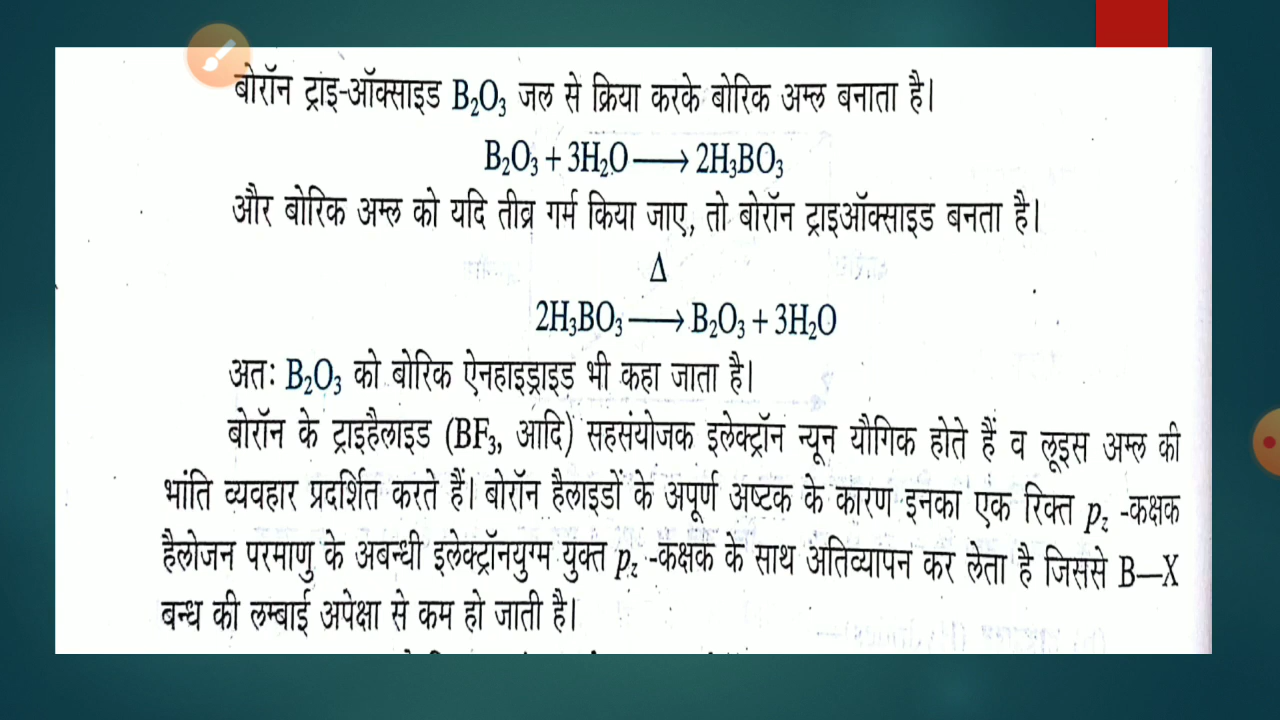 बोरॉन ट्राइ-ऑक्साइड B₂O₃ जल से क्रिया करके बोरिक अम्ल बनाता है।
B₂O₃ + 3H₂O ⟶ 2H₃BO₃
और बोरिक अम्ल को यदि तीव्र गर्म किया जाए, तो बोरॉन ट्राइऑक्साइड बनता है।
Δ
2H₃BO₃ ⟶ B₂O₃ + 3H₂O
अतः B₂O₃ को बोरिक ऐनहाइड्राइड भी कहा जाता है।
बोरॉन के ट्राइहैलाइड (BF₃, आदि) सहसंयोजक इलेक्ट्रॉन न्यून यौगिक होते हैं व लूइस अम्ल की
भांति व्यवहार प्रदर्शित करते हैं। बोरॉन हैलाइडों के अपूर्ण अष्टक के कारण इनका एक रिक्त p_z -कक्षक
हैलोजन परमाणु के अबन्धी इलेक्ट्रॉनयुग्म युक्त p_z -कक्षक के साथ अतिव्यापन कर लेता है जिससे B—X
बन्ध की लम्बाई अपेक्षा से कम हो जाती है।